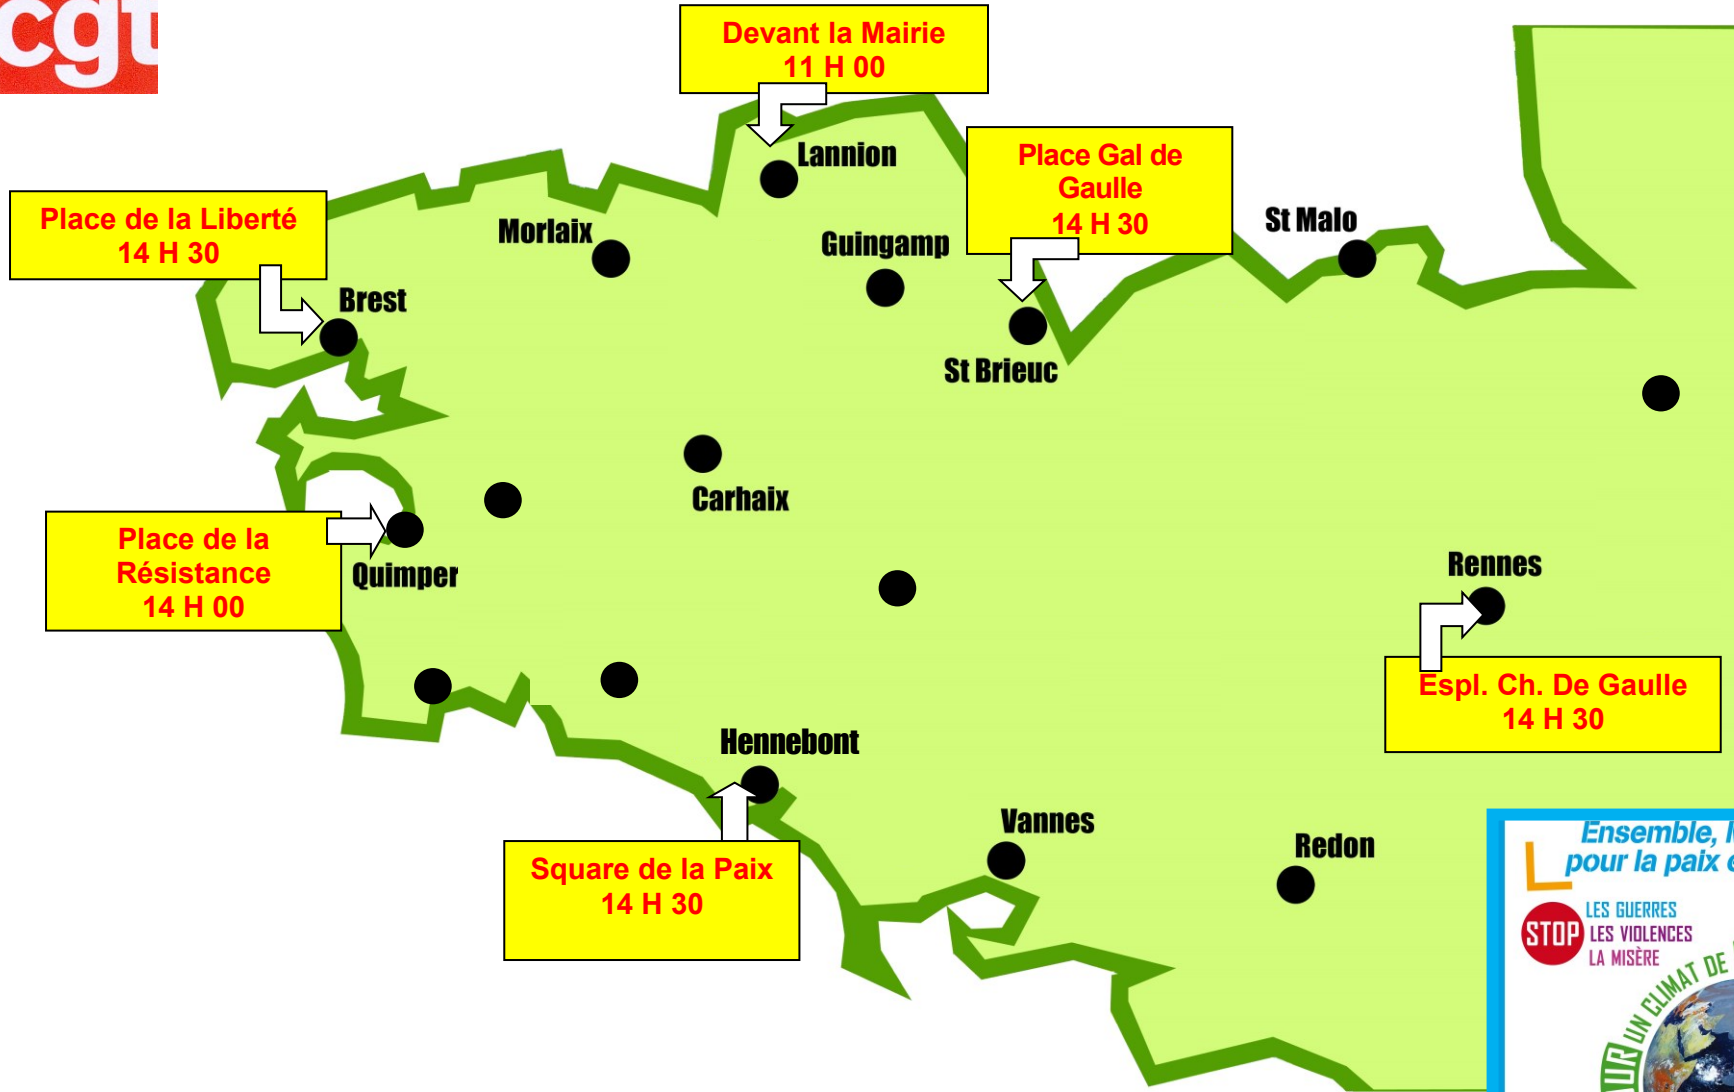 cgt
Devant la Mairie
11 H 00
Lannion
Place Gal de
Gaulle
14 H 30
Place de la Liberté
14 H 30
Morlaix
Guingamp
St Malo
Brest
St Brieuc
Carhaix
Place de la
Résistance
14 H 00
Quimper
Rennes
Espl. Ch. De Gaulle
14 H 30
Hennebont
Square de la Paix
14 H 30
Vannes
Redon
Ensemble,
pour la paix
STOP
LES GUERRES
LES VIOLENCES
LA MISÈRE
UN CLIMAT DE